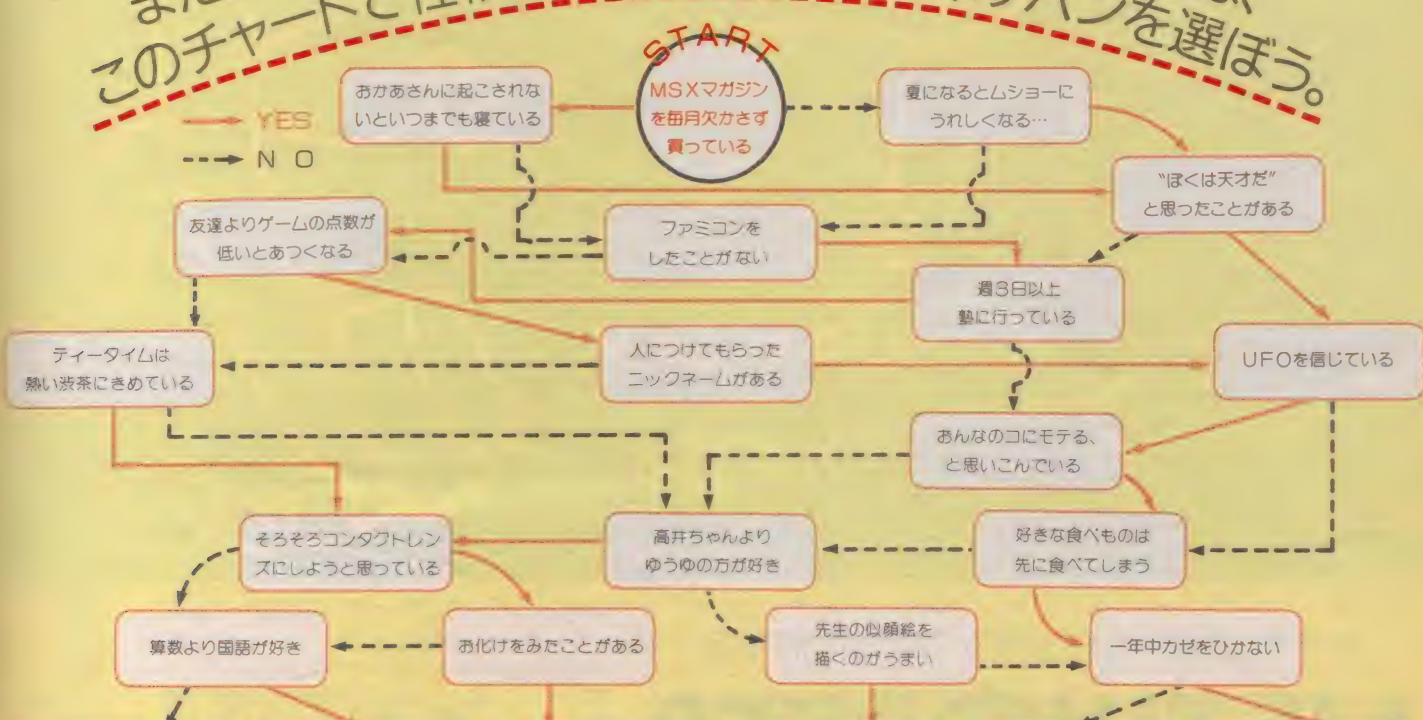 このチャートで
パンを選ぼう。
START
MSXマガジン
を毎月欠かさず
買っている
YES
NO
おかあさんに起こされな
いといつまでも寝ている
夏になるとムショーに
うれしくなる…
"ぼくは天才だ"
と思ったことがある
友達よりゲームの点数が
低いとあつくなる
ファミコンを
したことがない
週3日以上
塾に行っている
ティータイムは
熱い渋茶にきめている
人につけてもらった
ニックネームがある
UFOを信じている
おんなのコにモテる、
と思いこんでいる
そろそろコンタクトレン
ズにしようと思っている
高井ちゃんより
ゆうゆの方が好き
好きな食べものは
先に食べてしまう
算数より国語が好き
お化けをみたことがある
先生の似顔絵を
描くのがうまい
一年中カゼをひかない